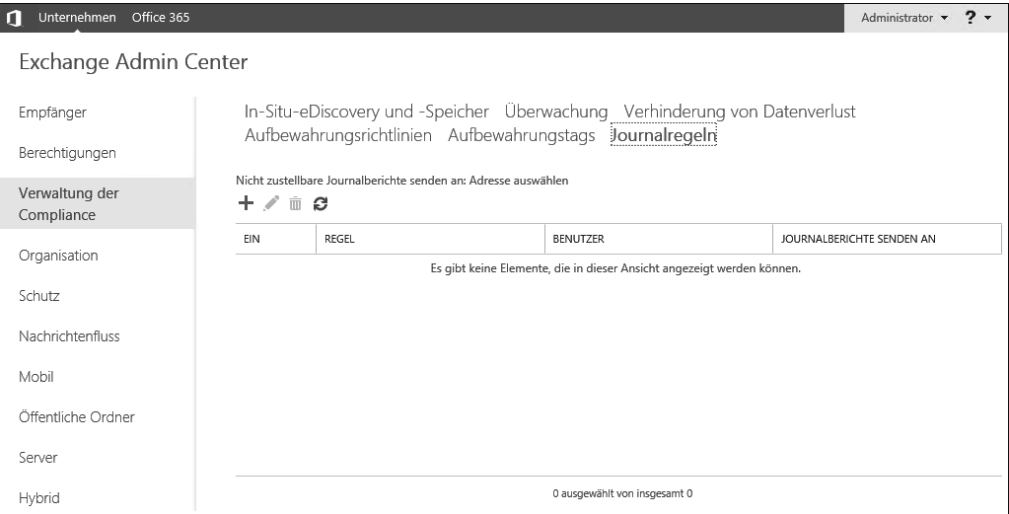 Unternehmen Office 365 Administrator ?
Exchange Admin Center
Empfänger
Berechtigungen
Verwaltung der
Compliance
Organisation
Schutz
Nachrichtenfluss
Mobil
Öffentliche Ordner
Server
Hybrid
In-Situ-eDiscovery und -Speicher Überwachung Verhinderung von Datenverlust
Aufbewahrungsrichtlinien Aufbewahrungstags Journalregeln
Nicht zustellbare Journalberichte senden an: Adresse auswählen
EIN REGEL BENUTZER JOURNALBERICHTE SENDEN AN
Es gibt keine Elemente, die in dieser Ansicht angezeigt werden können.
0 ausgewählt von insgesamt 0